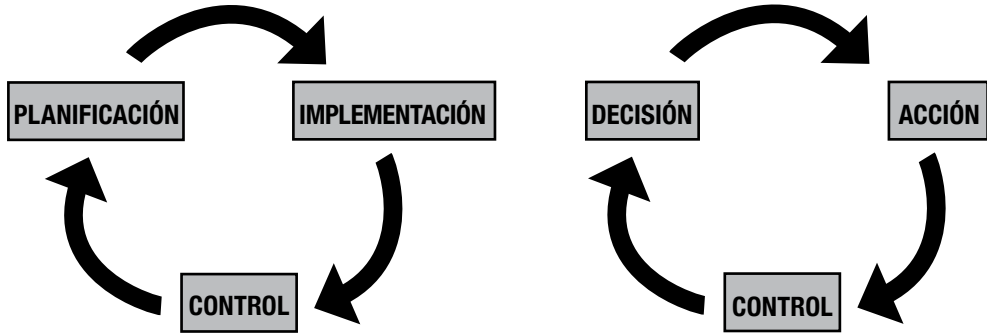 PLANIFICACIÓN
IMPLEMENTACIÓN
CONTROL
DECISIÓN
ACCIÓN
CONTROL